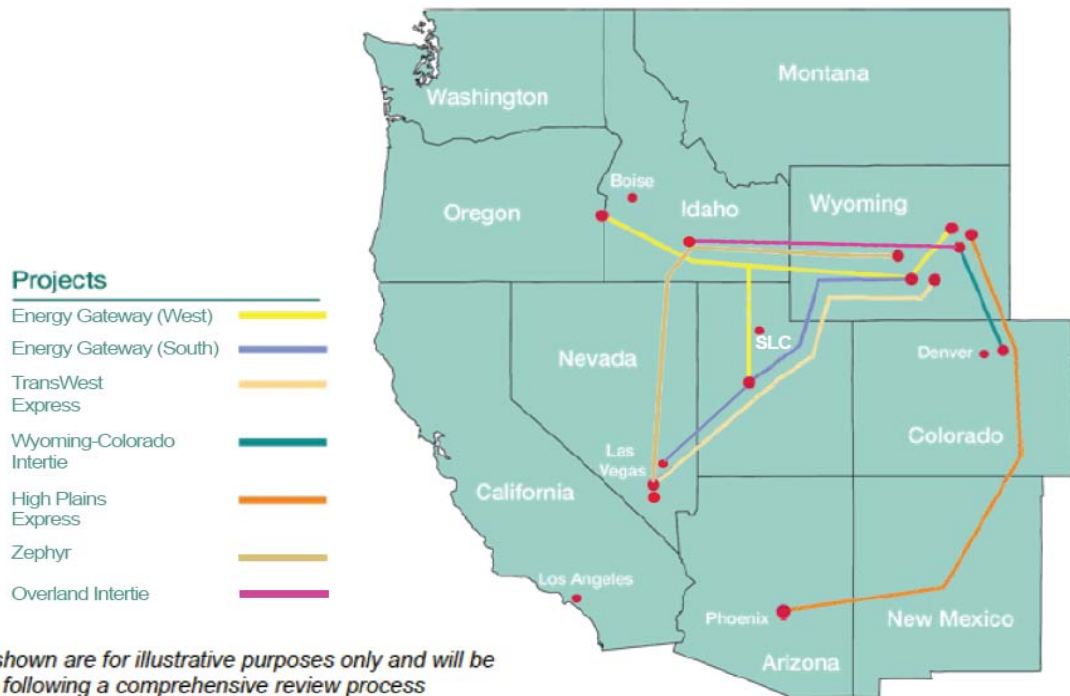 Washington
Montana
Boise
Oregon
Idaho
Wyoming
Projects
Energy Gateway (West)
Energy Gateway (South)
TransWest
Express
Wyoming-Colorado
Intertie
High Plains
Express
Zephyr
Overland Intertie
SLC
Nevada
Denver
Colorado
Las
Vegas
California
Los Angeles
Phoenix
New Mexico
Arizona
shown are for illustrative purposes only and will be
following a comprehensive review process